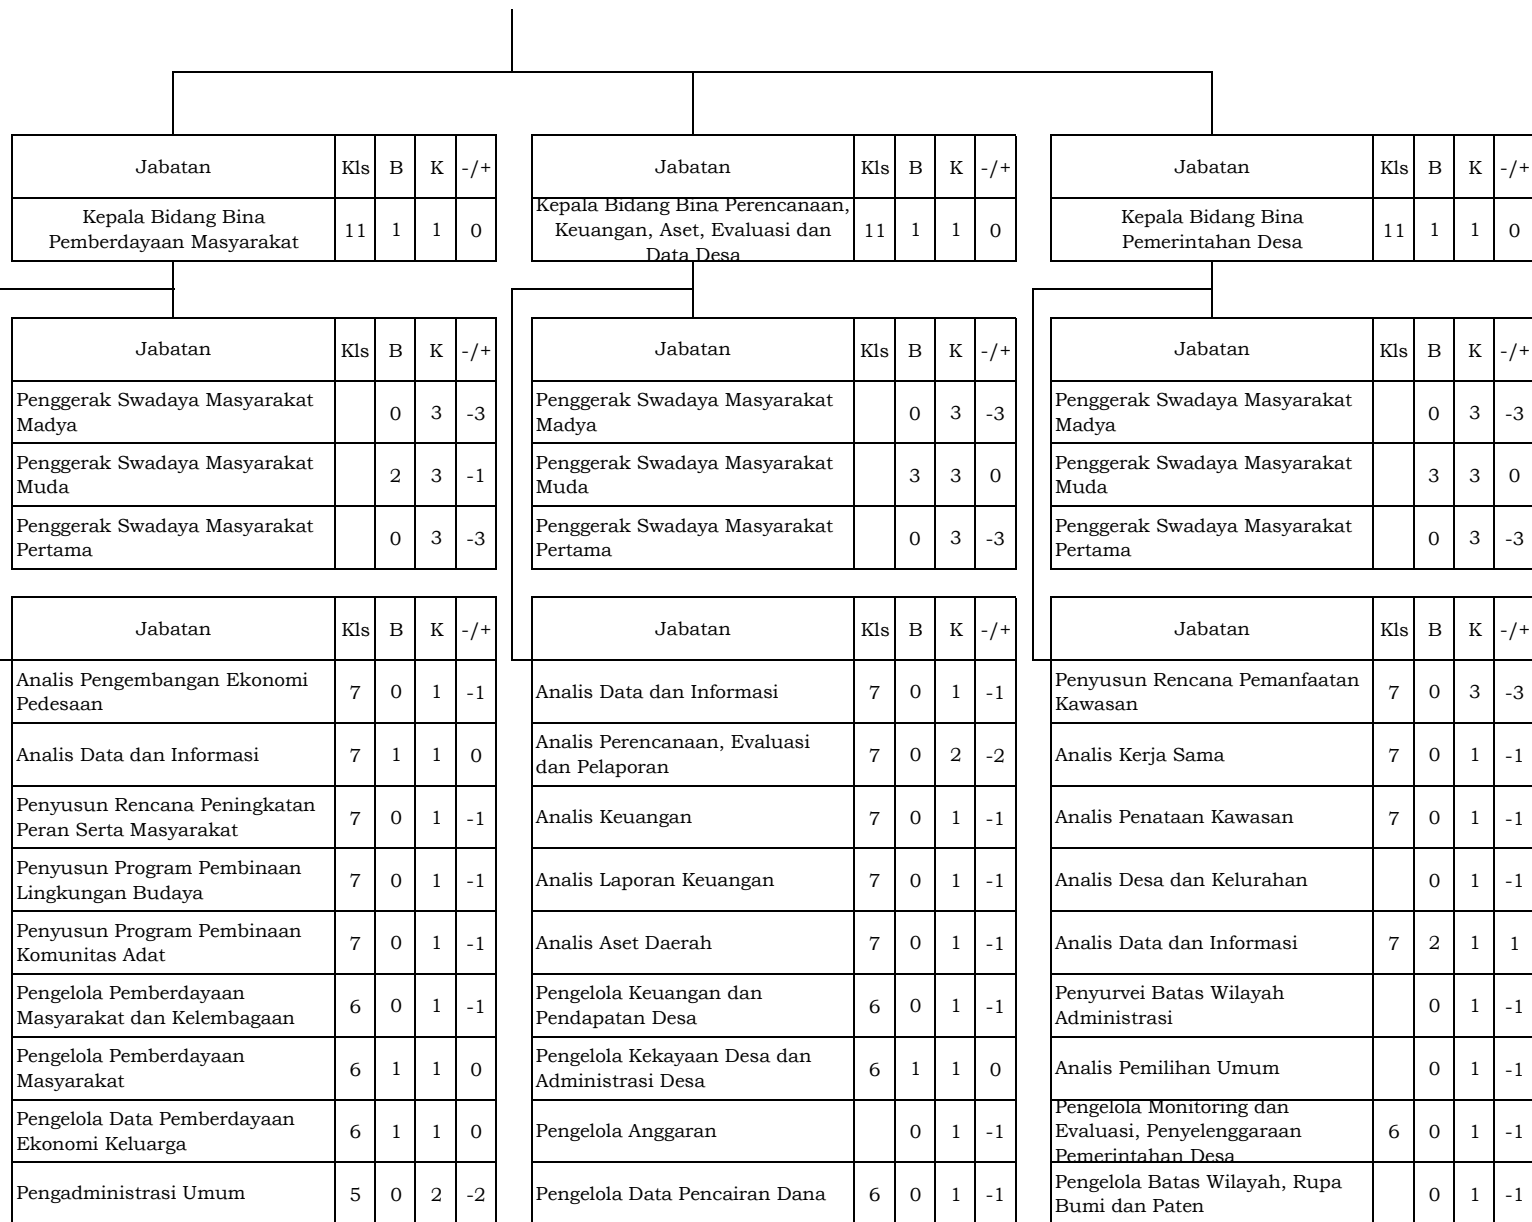 Jabatan Kls B K -/+
Kepala Bidang Bina
Pemberdayaan Masyarakat 11 1 1 0
Jabatan Kls B K -/+
Penggerak Swadaya Masyarakat
Madya 0 3 -3
Penggerak Swadaya Masyarakat
Muda 2 3 -1
Penggerak Swadaya Masyarakat
Pertama 0 3 -3
Jabatan Kls B K -/+
Analis Pengembangan Ekonomi
Pedesaan 7 0 1 -1
Analis Data dan Informasi 7 1 1 0
Penyusun Rencana Peningkatan
Peran Serta Masyarakat 7 0 1 -1
Penyusun Program Pembinaan
Lingkungan Budaya 7 0 1 -1
Penyusun Program Pembinaan
Komunitas Adat 7 0 1 -1
Pengelola Pemberdayaan
Masyarakat dan Kelembagaan 6 0 1 -1
Pengelola Pemberdayaan
Masyarakat 6 1 1 0
Pengelola Data Pemberdayaan
Ekonomi Keluarga 6 1 1 0
Pengadministrasi Umum 5 0 2 -2
Jabatan Kls B K -/+
Kepala Bidang Bina Perencanaan,
Keuangan, Aset, Evaluasi dan 11 1 1 0
Data Desa
Jabatan Kls B K -/+
Penggerak Swadaya Masyarakat
Madya 0 3 -3
Penggerak Swadaya Masyarakat
Muda 3 3 0
Penggerak Swadaya Masyarakat
Pertama 0 3 -3
Jabatan Kls B K -/+
Analis Data dan Informasi 7 0 1 -1
Analis Perencanaan, Evaluasi
dan Pelaporan 7 0 2 -2
Analis Keuangan 7 0 1 -1
Analis Laporan Keuangan 7 0 1 -1
Analis Aset Daerah 7 0 1 -1
Pengelola Keuangan dan
Pendapatan Desa 6 0 1 -1
Pengelola Kekayaan Desa dan
Administrasi Desa 6 1 1 0
Pengelola Anggaran 0 1 -1
Pengelola Data Pencairan Dana 6 0 1 -1
Jabatan Kls B K -/+
Kepala Bidang Bina
Pemerintahan Desa 11 1 1 0
Jabatan Kls B K -/+
Penggerak Swadaya Masyarakat
Madya 0 3 -3
Penggerak Swadaya Masyarakat
Muda 3 3 0
Penggerak Swadaya Masyarakat
Pertama 0 3 -3
Jabatan Kls B K -/+
Penyusun Rencana Pemanfaatan
Kawasan 7 0 3 -3
Analis Kerja Sama 7 0 1 -1
Analis Penataan Kawasan 7 0 1 -1
Analis Desa dan Kelurahan 0 1 -1
Analis Data dan Informasi 7 2 1 1
Penyurvei Batas Wilayah
Administrasi 0 1 -1
Analis Pemilihan Umum 0 1 -1
Pengelola Monitoring dan
Evaluasi, Penyelenggaraan 6 0 1 -1
Pemerintahan Desa
Pengelola Batas Wilayah, Rupa
Bumi dan Paten 0 1 -1